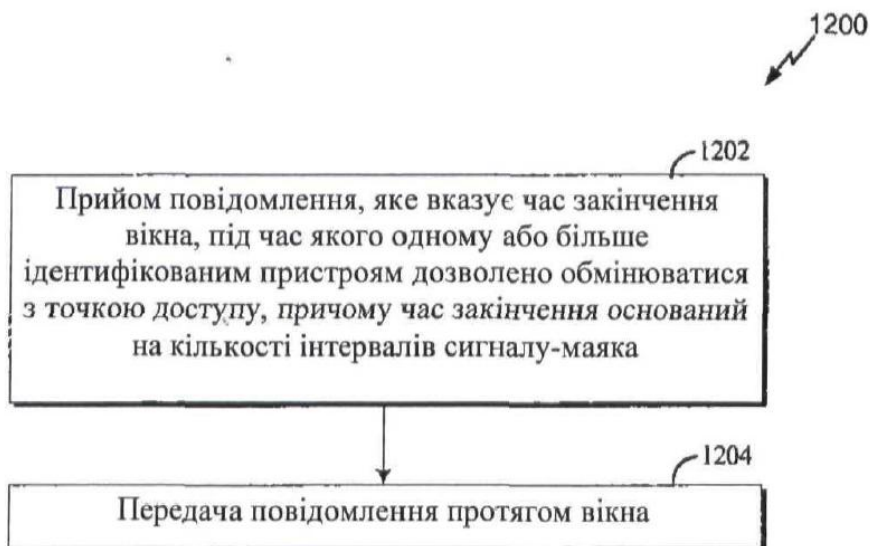 1200
1202
Прийом повідомлення, яке вказує час закінчення
вікна, під час якого одному або більше
ідентифікованим пристроям дозволено обмінюватися
з точкою доступу, причому час закінчення оснований
на кількості інтервалів сигналу-маяка
1204
Передача повідомлення протягом вікна